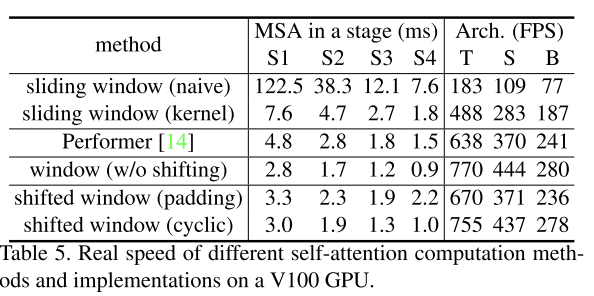 method MSA in a stage (ms) Arch. (FPS)
S1 S2 S3 S4 T S B
sliding window (naive) 122.5 38.3 12.1 7.6 183 109 77
sliding window (kernel) 7.6 4.7 2.7 1.8 488 283 187
Performer [14] 4.8 2.8 1.8 1.5 638 370 241
window (w/o shifting) 2.8 1.7 1.2 0.9 770 444 280
shifted window (padding) 3.3 2.3 1.9 2.2 670 371 236
shifted window (cyclic) 3.0 1.9 1.3 1.0 755 437 278
Table 5. Real speed of different self-attention computation meth-
ods and implementations on a V100 GPU.